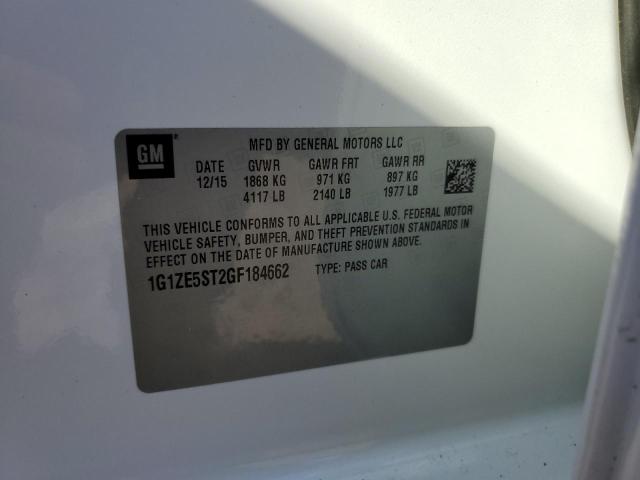 GM
MFD BY GENERAL MOTORS LLC
DATE GVWR GAWR FRT GAWR RR
12/15 1868 KG 971 KG 897 KG
4117 LB 2140 LB 1977 LB
THIS VEHICLE CONFORMS TO ALL APPLICABLE U.S. FEDERAL MOTOR
VEHICLE SAFETY, BUMPER, AND THEFT PREVENTION STANDARDS IN
EFFECT ON THE DATE OF MANUFACTURE SHOWN ABOVE.
1G1ZE5ST2GF184662 TYPE: PASS CAR